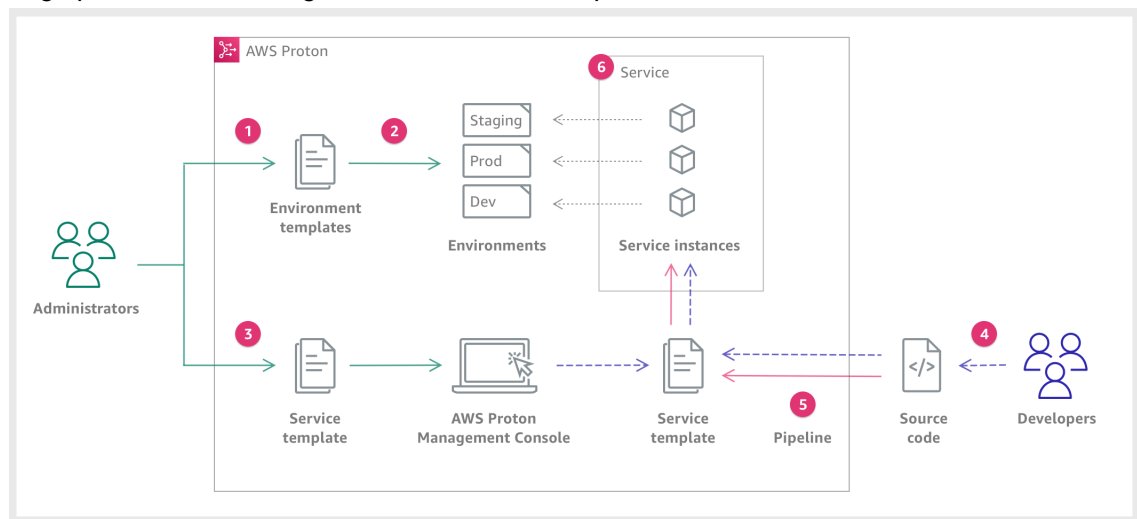 AWS Proton
6
Service
1
2
Staging
Prod
Dev
Environment
templates
Environments
Service instances
Administrators
3
4
</>
5
Service
template
AWS Proton
Management Console
Service
template
Pipeline
Source
code
Developers